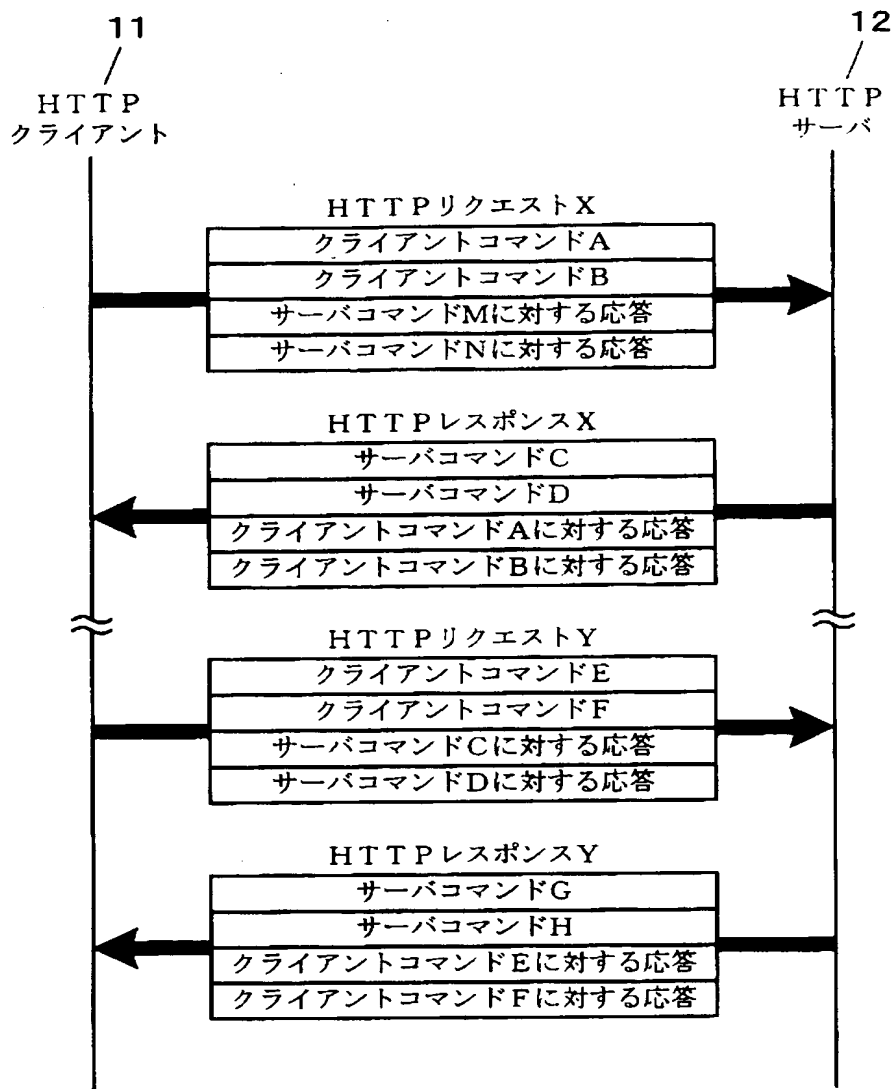 11
12
HTTP
クライアント
HTTP
サーバ
HTTPリクエストX
クライアントコマンドA
クライアントコマンドB
サーバコマンドMに対する応答
サーバコマンドNに対する応答
HTTPレスポンスX
サーバコマンドC
サーバコマンドD
クライアントコマンドAに対する応答
クライアントコマンドBに対する応答
HTTPリクエストY
クライアントコマンドE
クライアントコマンドF
サーバコマンドCに対する応答
サーバコマンドDに対する応答
HTTPレスポンスY
サーバコマンドG
サーバコマンドH
クライアントコマンドEに対する応答
クライアントコマンドFに対する応答